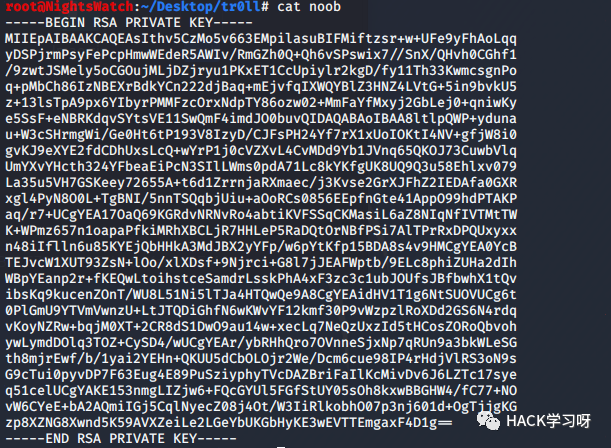 root@NightsWatch:~/Desktop/tr0ll# cat noob
-----BEGIN RSA PRIVATE KEY-----
MIIEpAIBAAKCAQEAsIthv5CzMo5v663EMpilasuBIFMiftzsr+w+UFe9yFhAoLqq
yDSPjrmPsyFePcpHmwWEdeR5AWIv/RmGZh0Q+Qh6vSPswix7//SnX/QHvh0CGhf1
/9zwtJSMely5oCGOujMLjDZjryu1PKxET1CcUpiylr2kgD/fy11Th33KwmcsgnPo
q+pMbCh86IzNBEXrBdkYCn222djBaq+mEjvfqIXWQYBlZ3HNZ4LVtG+5in9bvkU5
z+13lsTpA9px6YIbyrPMMFzcOrxNdpTY86ozw02+MmFaYfMxyj2GbLej0+qniwKy
e5SsF+eNBRKdqvSYtsVE11SwQmF4imdJO0buvQIDAQABAoIBAA8ltlpQWP+yduna
u+W3cSHrmgWi/Ge0Ht6tP193V8IzyD/CJFsPH24Yf7rX1xUoIOKtI4NV+gfjW8i0
gvKJ9eXYE2fdCDhUxsLcQ+wYrP1j0cVZXvL4CvMDd9Yb1JVnq65QKOJ73CuwbVlq
UmYXvYHcth324YFbeaEiPcN3SIlLWms0pdA71Lc8kYKfgUK8UQ9Q3u58Ehlxv079
La35u5VH7GSKeey72655A+t6d1ZrrnjaRXmaec/j3Kvse2GrXJFhZ2IEDAfa0GXR
xgl4PyN8O0L+TgBNI/5nnTSQqbjUiu+aOoRCs0856EEpfnGte41AppO99hdPTAKP
aq/r7+UCgYEA17OaQ69KGRdvNRNvRo4abtiKVFSSqCKMasiL6aZ8NIqNfIVTMtTW
K+WPmz657n1oapaPfkiMRhXBCLjR7HHLeP5RaDQtOrNBfPSi7AlTPrRxDPQUxyxx
n48iIflln6u85KYEjQbHHkA3MdJBX2yYFp/w6pYtKfp15BDA8s4v9HMCgYEA0YcB
TEJvcW1XUT93ZsN+lOo/xlXDsf+9Njrci+G8l7jJEAFWptb/9ELc8phiZUHa2dIh
WBpYEanp2r+fKEQwLtoihstceSamdrLsskPhA4xF3zc3c1ubJOUfsJBfbwhX1tQv
ibsKq9kucenZOnT/WU8L51Ni5lTJa4HTQwQe9A8CgYEAidHV1T1g6NtSUOVUCg6t
0PlGmU9YTVmVwnzU+LtJTQDiGhfN6wKWvYF12kmf30P9vWzpzlRoXDd2GS6N4rdq
vKoyNZRw+bqjM0XT+2CR8dS1DwO9au14w+xecLq7NeQzUxzId5tHCosZORoQbvoh
ywLymdDOlq3TOZ+CySD4/wUCgYEAr/ybRHhQro7OVnneSjxNp7qRUn9a3bkWLeSG
th8mjrEwf/b/1yai2YEHn+QKUU5dCbOLOjr2We/Dcm6cue98IP4rHdjVlRS3oN9s
G9cTui0pyvDP7F63Eug4E89PuSziyphyTVcDAZBriFaIlKcMivDv6J6LZTc17sye
q51celUCgYAKE153nmgLIZjw6+FQcGYUl5FGfStUY05sOh8kxwBBGHW4/fC77+NO
vW6CYeE+bA2AQmiIGj5CqlNyecZ08j4Ot/W3IiRlkobhO07p3nj601d+OgTjjgKG
zp8XZNG8Xwnd5K59AVXZeiLe2LGeYbUKGbHyKE3wEVTTEmgaxF4D1g==
-----END RSA PRIVATE KEY-----
HACK学习呀